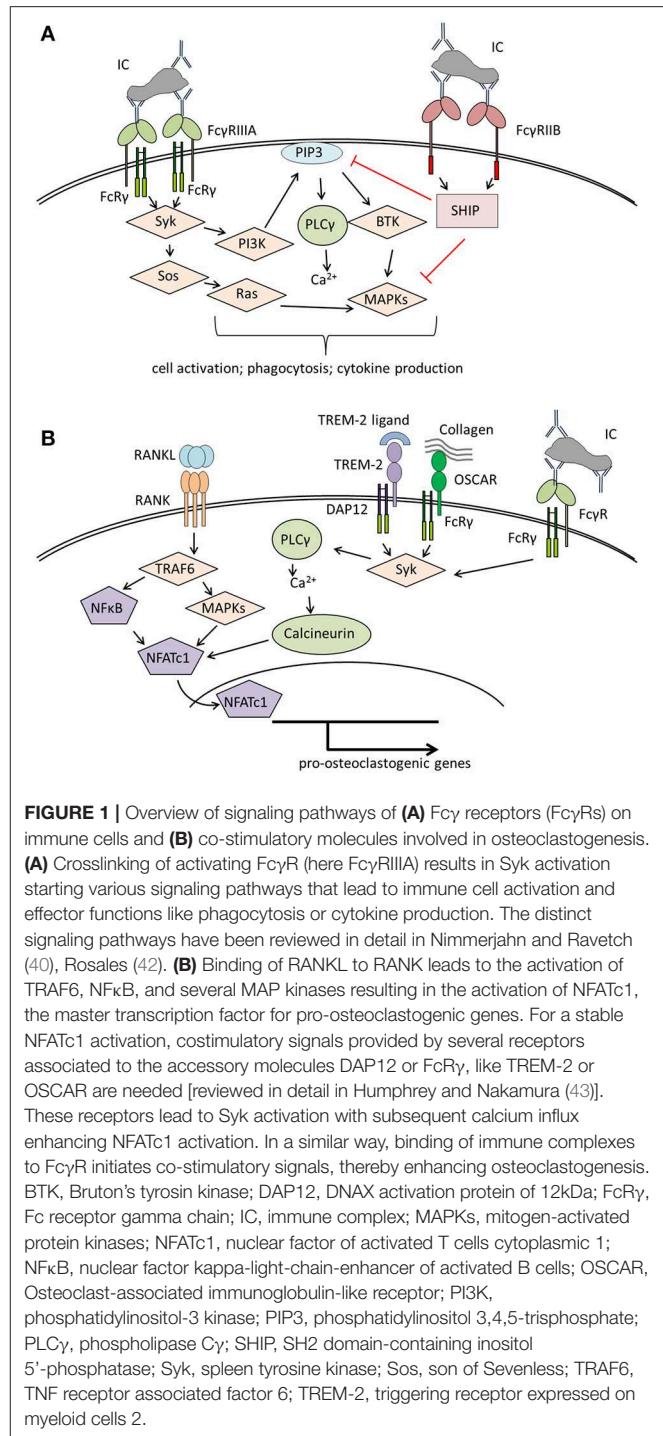 A
IC
IC
FcγRIIIA
FcγRIIB
PIP3
FcRγ
FcRγ
Syk
PI3K
PLCγ
BTK
SHIP
Sos
Ca2+
Ras
MAPKs
cell activation; phagocytosis; cytokine production
B
TREM-2 ligand
Collagen
IC
RANKL
TREM-2
OSCAR
RANK
DAP12
FcRγ
FcγR
FcRγ
PLCγ
TRAF6
Syk
Ca2+
NFκB
MAPKs
Calcineurin
NFATc1
NFATc1
pro-osteoclastogenic genes
FIGURE 1 | Overview of signaling pathways of (A) Fcγ receptors (FcγRs) on
immune cells and (B) co-stimulatory molecules involved in osteoclastogenesis.
(A) Crosslinking of activating FcγR (here FcγRIIIA) results in Syk activation
starting various signaling pathways that lead to immune cell activation and
effector functions like phagocytosis or cytokine production. The distinct
signaling pathways have been reviewed in detail in Nimmerjahn and Ravetch
(40), Rosales (42). (B) Binding of RANKL to RANK leads to the activation of
TRAF6, NFκB, and several MAP kinases resulting in the activation of NFATc1,
the master transcription factor for pro-osteoclastogenic genes. For a stable
NFATc1 activation, costimulatory signals provided by several receptors
associated to the accessory molecules DAP12 or FcRγ, like TREM-2 or
OSCAR are needed [reviewed in detail in Humphrey and Nakamura (43)].
These receptors lead to Syk activation with subsequent calcium influx
enhancing NFATc1 activation. In a similar way, binding of immune complexes
to FcγR initiates co-stimulatory signals, thereby enhancing osteoclastogenesis.
BTK, Bruton's tyrosin kinase; DAP12, DNAX activation protein of 12kDa; FcRγ,
Fc receptor gamma chain; IC, immune complex; MAPKs, mitogen-activated
protein kinases; NFATc1, nuclear factor of activated T cells cytoplasmic 1;
NFκB, nuclear factor kappa-light-chain-enhancer of activated B cells; OSCAR,
Osteoclast-associated immunoglobulin-like receptor; PI3K,
phosphatidylinositol-3 kinase; PIP3, phosphatidylinositol 3,4,5-trisphosphate;
PLCγ, phospholipase Cγ; SHIP, SH2 domain-containing inositol
5'-phosphatase; Syk, spleen tyrosine kinase; Sos, son of Sevenless; TRAF6,
TNF receptor associated factor 6; TREM-2, triggering receptor expressed on
myeloid cells 2.